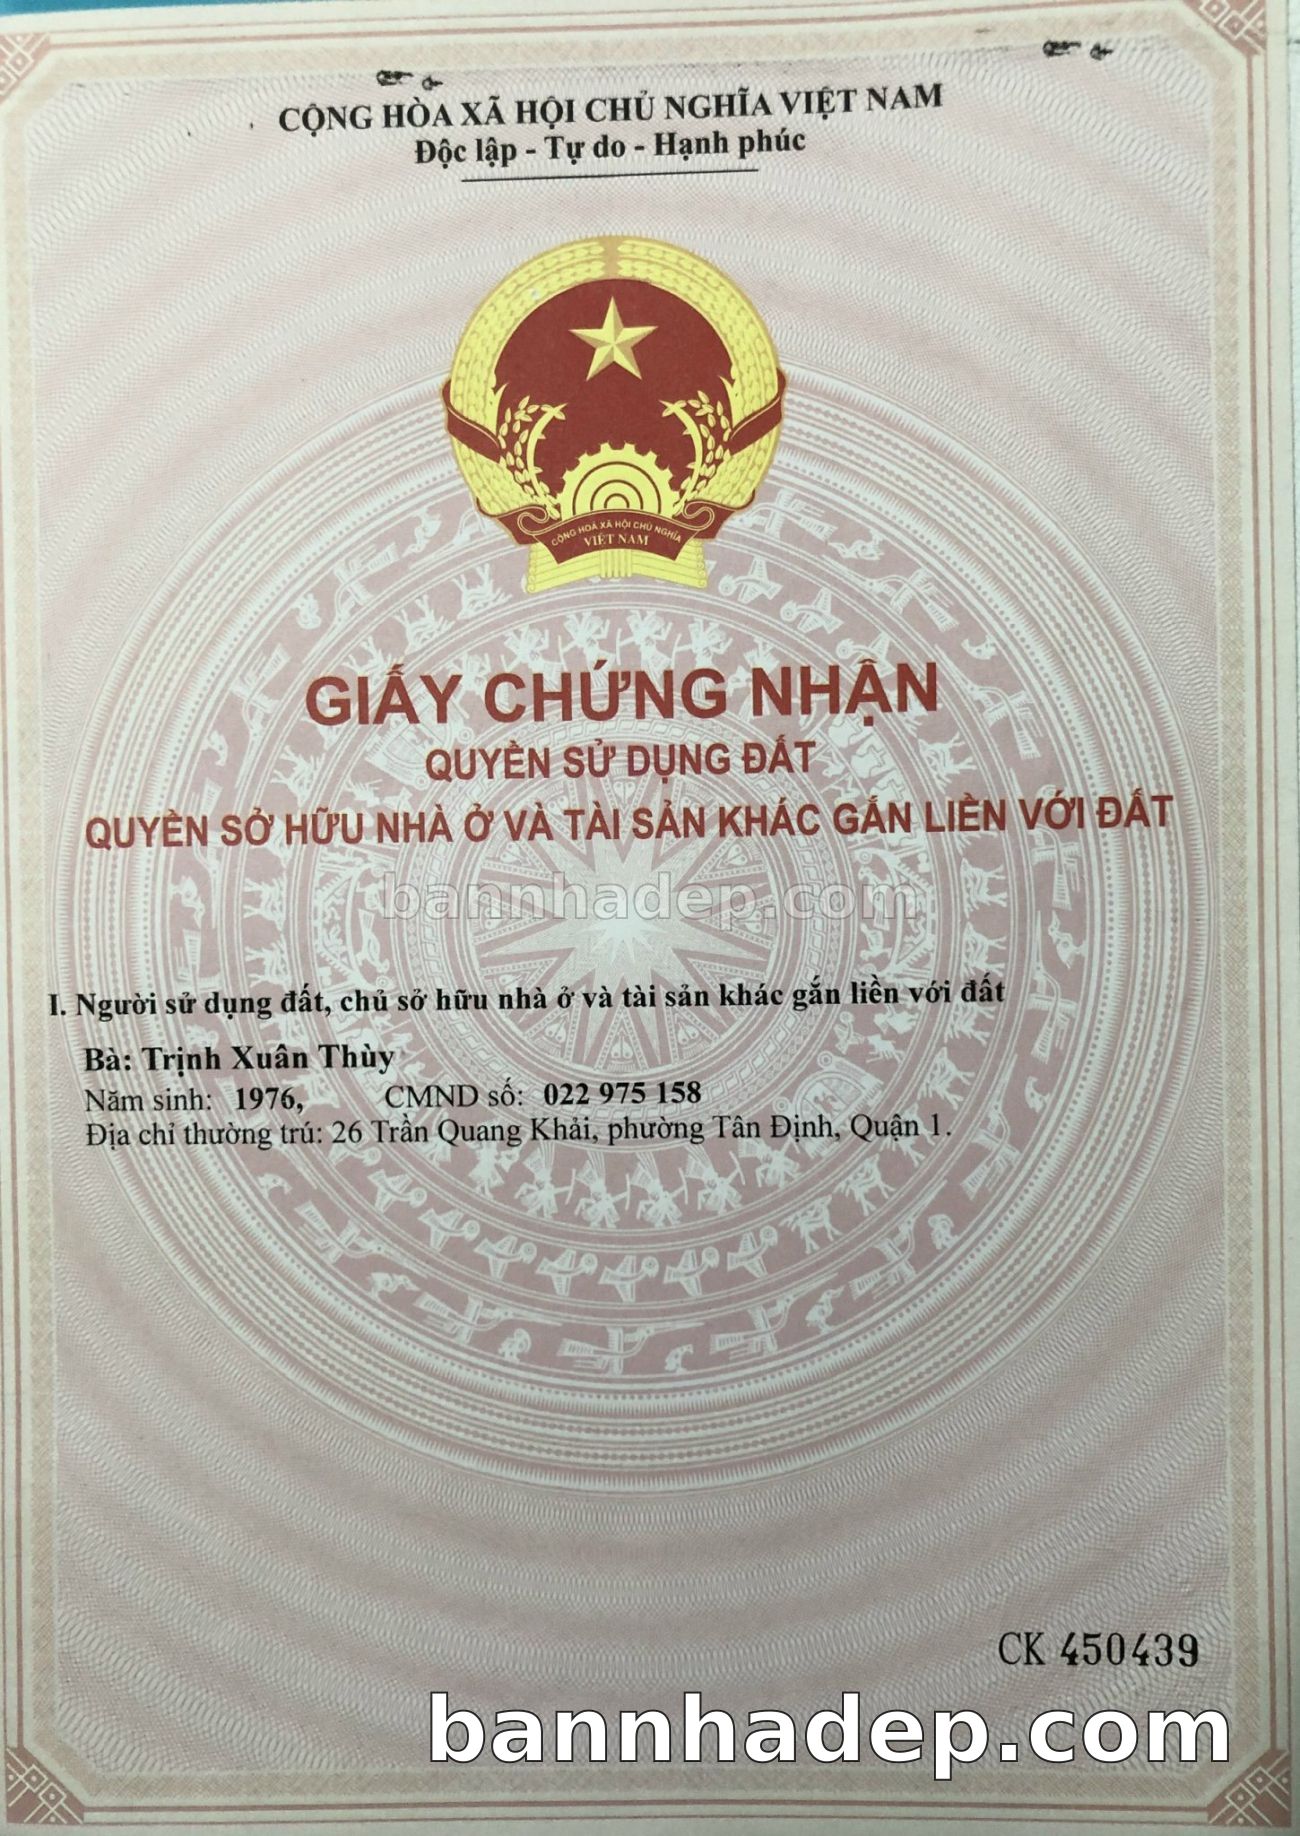 CỘNG HÒA XÃ HỘI CHỦ NGHĨA VIỆT NAM
Độc lập - Tự do - Hạnh phúc
CỘNG HOÀ XÃ HỘI CHỦ NGHĨA
VIỆT NAM
GIẤY CHỨNG NHẬN
QUYỀN SỬ DỤNG ĐẤT
QUYỀN SỞ HỮU NHÀ Ở VÀ TÀI SẢN KHÁC GẮN LIỀN VỚI ĐẤT
bannhadep.com
I. Người sử dụng đất, chủ sở hữu nhà ở và tài sản khác gắn liền với đất
Bà: Trịnh Xuân Thùy
Năm sinh: 1976, CMND số: 022 975 158
Địa chỉ thường trú: 26 Trần Quang Khải, phường Tân Định, Quận 1.
CK 450439
bannhadep.com